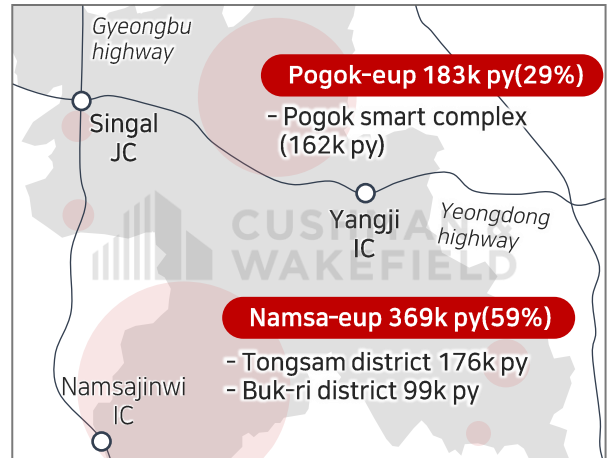 Gyeongbu
highway
Pogok-eup 183k py(29%)
- Pogok smart complex
(162k py)
Singal
JC
Yangji
IC
Yeongdong
highway
CUSHMAN &
WAKEFIELD
Namsa-eup 369k py(59%)
- Tongsam district 176k py
- Buk-ri district 99k py
Namsajinwi
IC